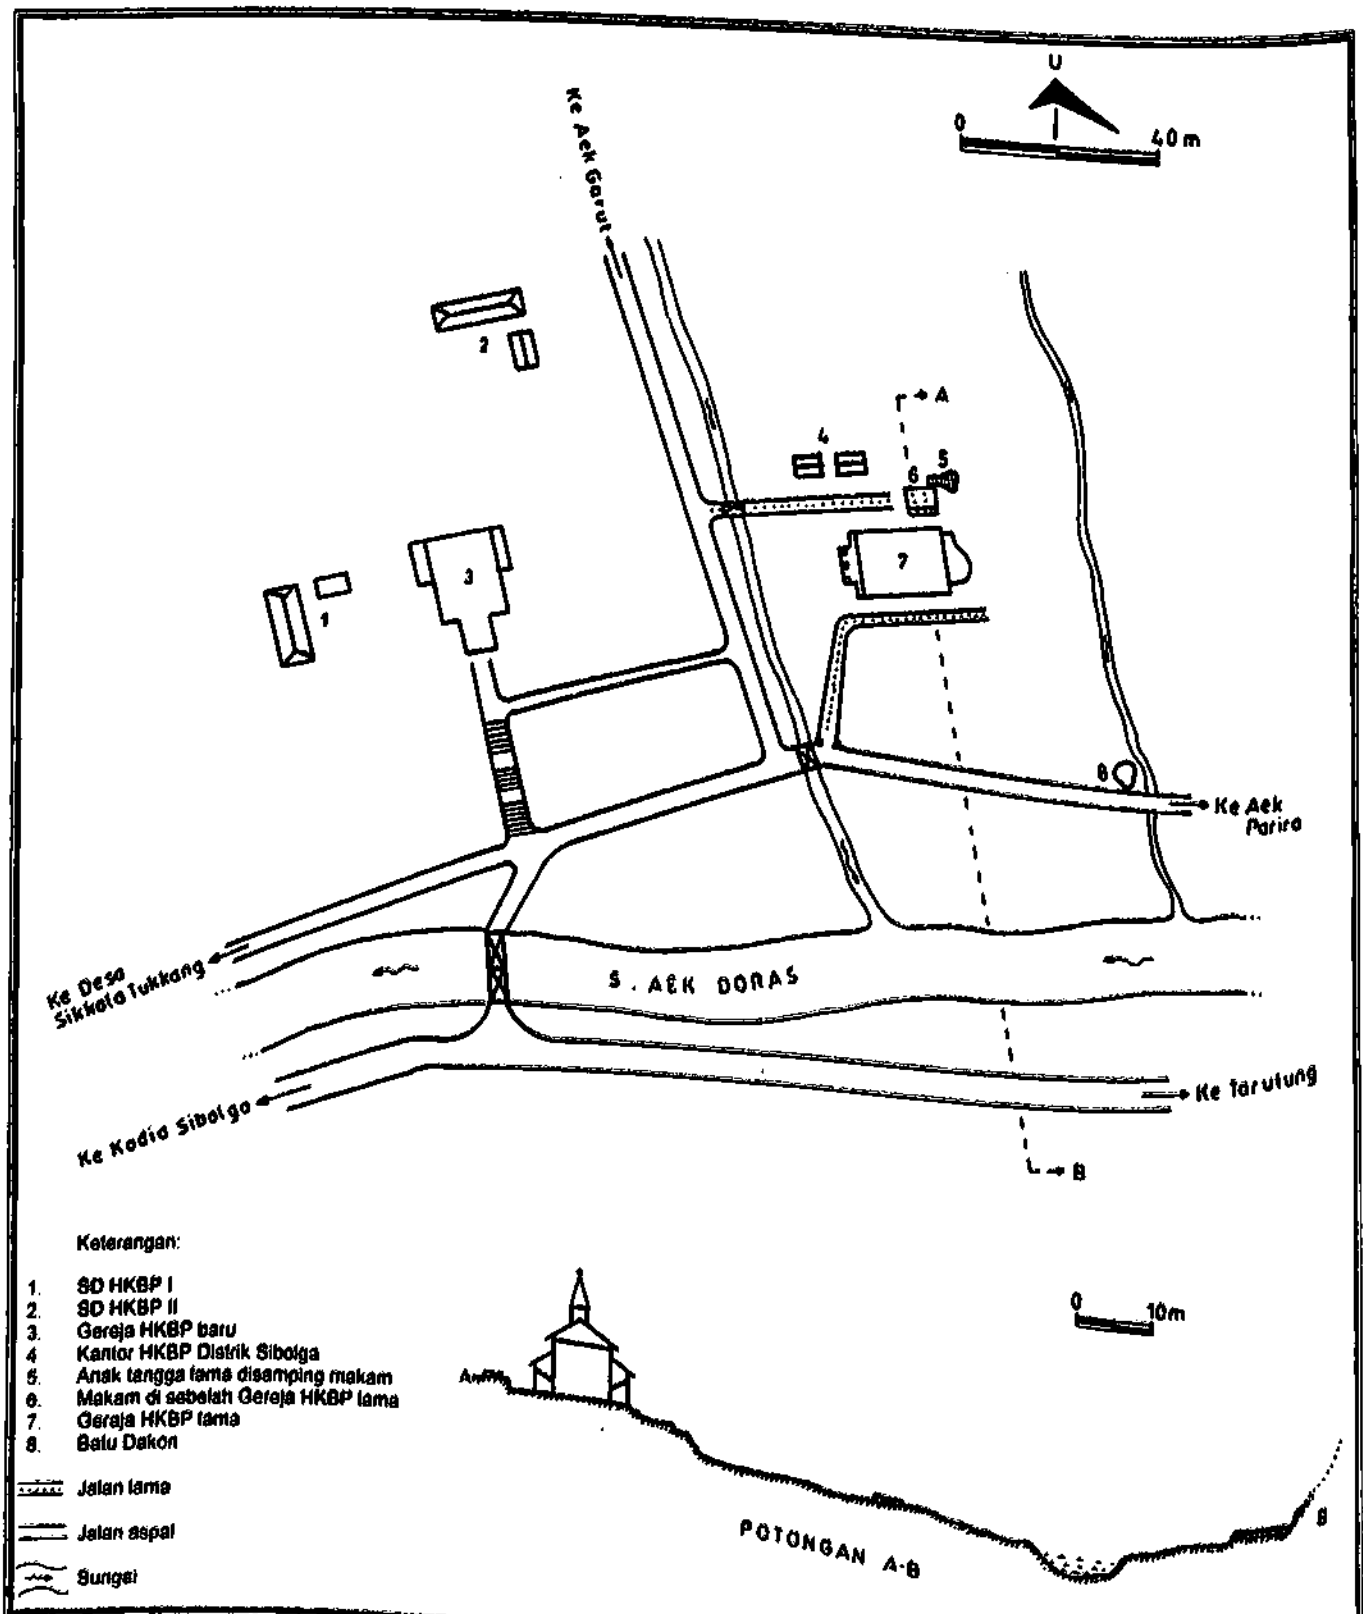 U
0 40 m
Ke Aek Garut
2
A
4
5
6
3
7
1
8
Ke Aek
Parira
Ke Desa
Sikkala Tukkang
S. AEK DORAS
Ke Kodia Sibolga
Ke Tarutung
B
Keterangan:
1. SD HKBP I
2. SD HKBP II
3. Gereja HKBP baru
4 Kantor HKBP Distrik Sibolga
5. Anak tangga lama disamping makam
6. Makam di sebelah Gereja HKBP lama
7. Gereja HKBP lama
8. Batu Dakon
Jalan lama
Jalan aspal
Sungai
0 10m
A
B
POTONGAN A-B